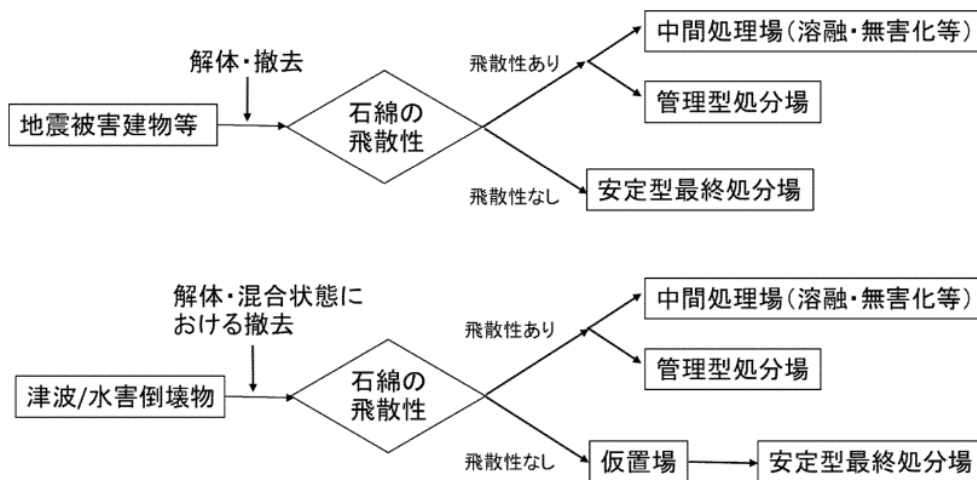 解体・撤去
地震被害建物等
石綿の
飛散性
飛散性あり
飛散性なし
中間処理場(溶融・無害化等)
管理型処分場
安定型最終処分場
解体・混合状態に
おける撤去
津波/水害倒壊物
石綿の
飛散性
飛散性あり
飛散性なし
中間処理場(溶融・無害化等)
管理型処分場
仮置場
安定型最終処分場